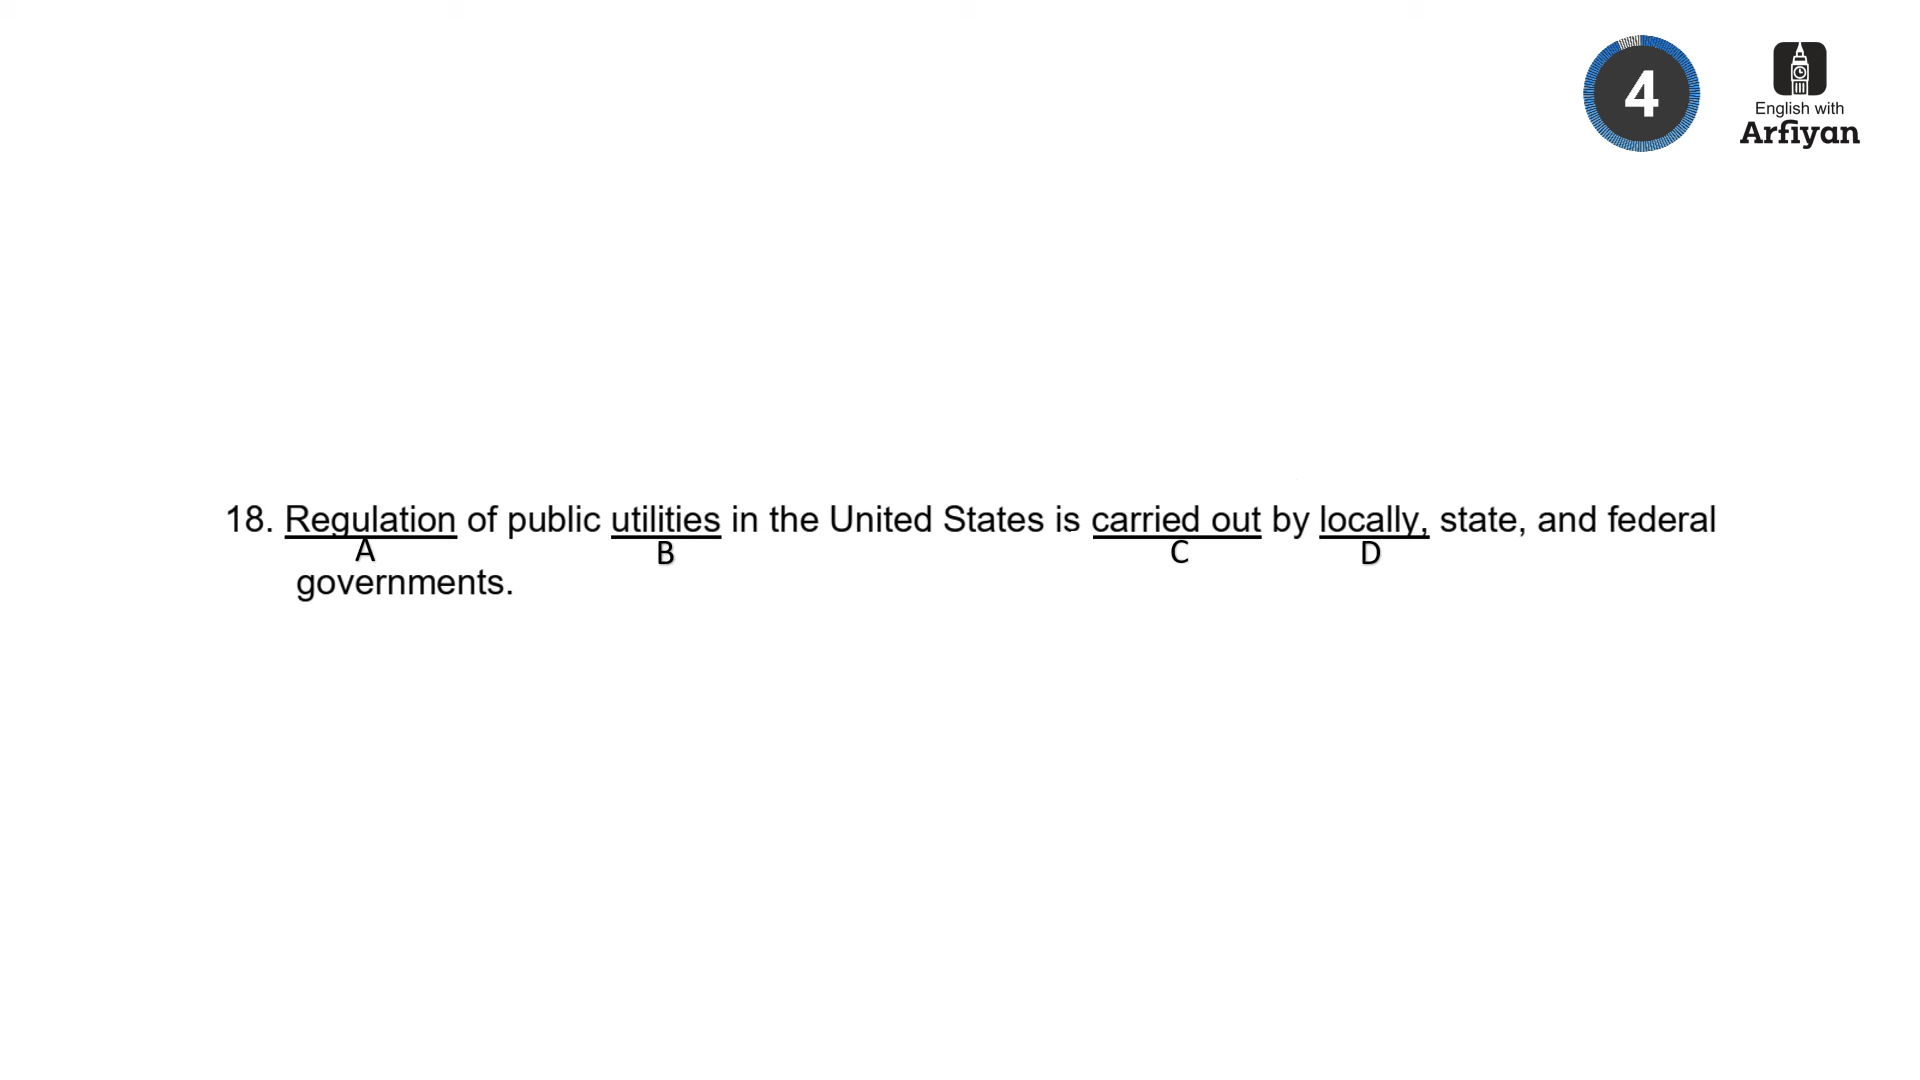 4
English with
Arfiyan
18. Regulation of public utilities in the United States is carried out by locally, state, and federal
A B C D
governments.